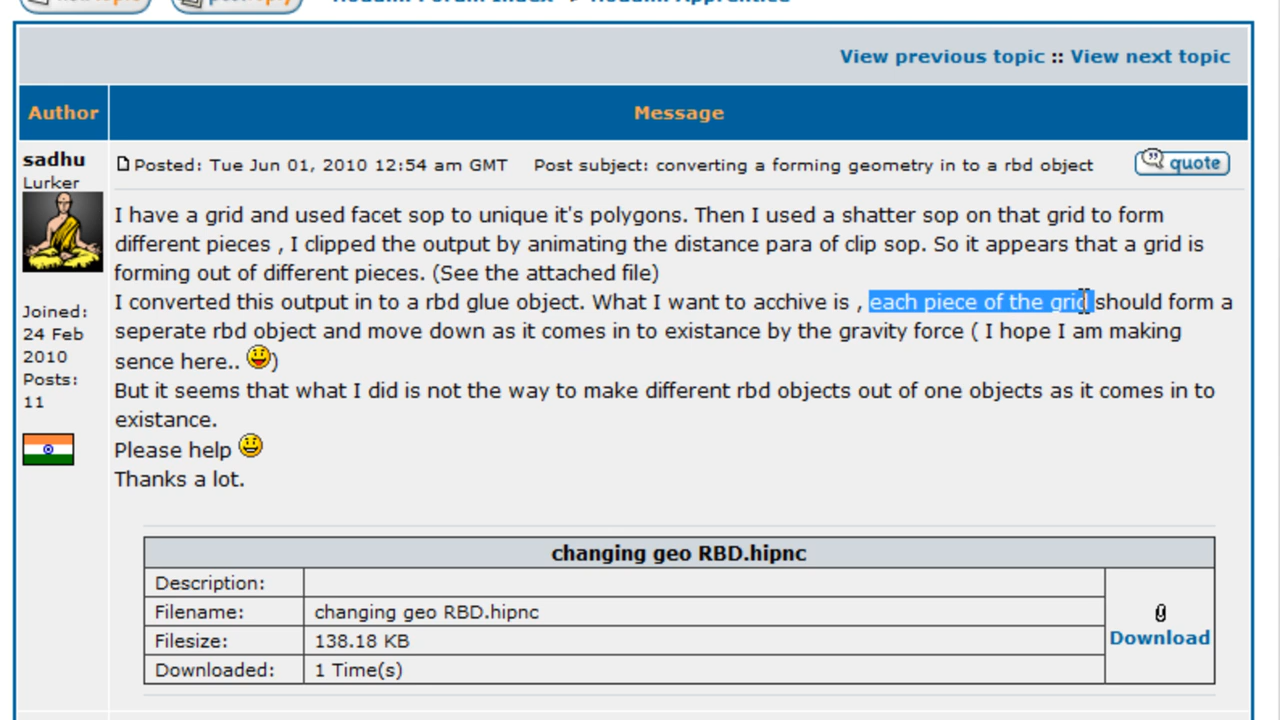 View previous topic :: View next topic
Author
Message
sadhu
Lurker
Joined:
24 Feb
2010
Posts:
11
Posted: Tue Jun 01, 2010 12:54 am GMT Post subject: converting a forming geometry in to a rbd object
quote
I have a grid and used facet sop to unique it's polygons. Then I used a shatter sop on that grid to form
different pieces , I clipped the output by animating the distance para of clip sop. So it appears that a grid is
forming out of different pieces. (See the attached file)
I converted this output in to a rbd glue object. What I want to acchive is , each piece of the grid should form a
seperate rbd object and move down as it comes in to existance by the gravity force ( I hope I am making
sence here.. )
But it seems that what I did is not the way to make different rbd objects out of one objects as it comes in to
existance.
Please help
Thanks a lot.
changing geo RBD.hipnc
Description:
Filename: changing geo RBD.hipnc
Filesize: 138.18 KB
Downloaded: 1 Time(s)
Download